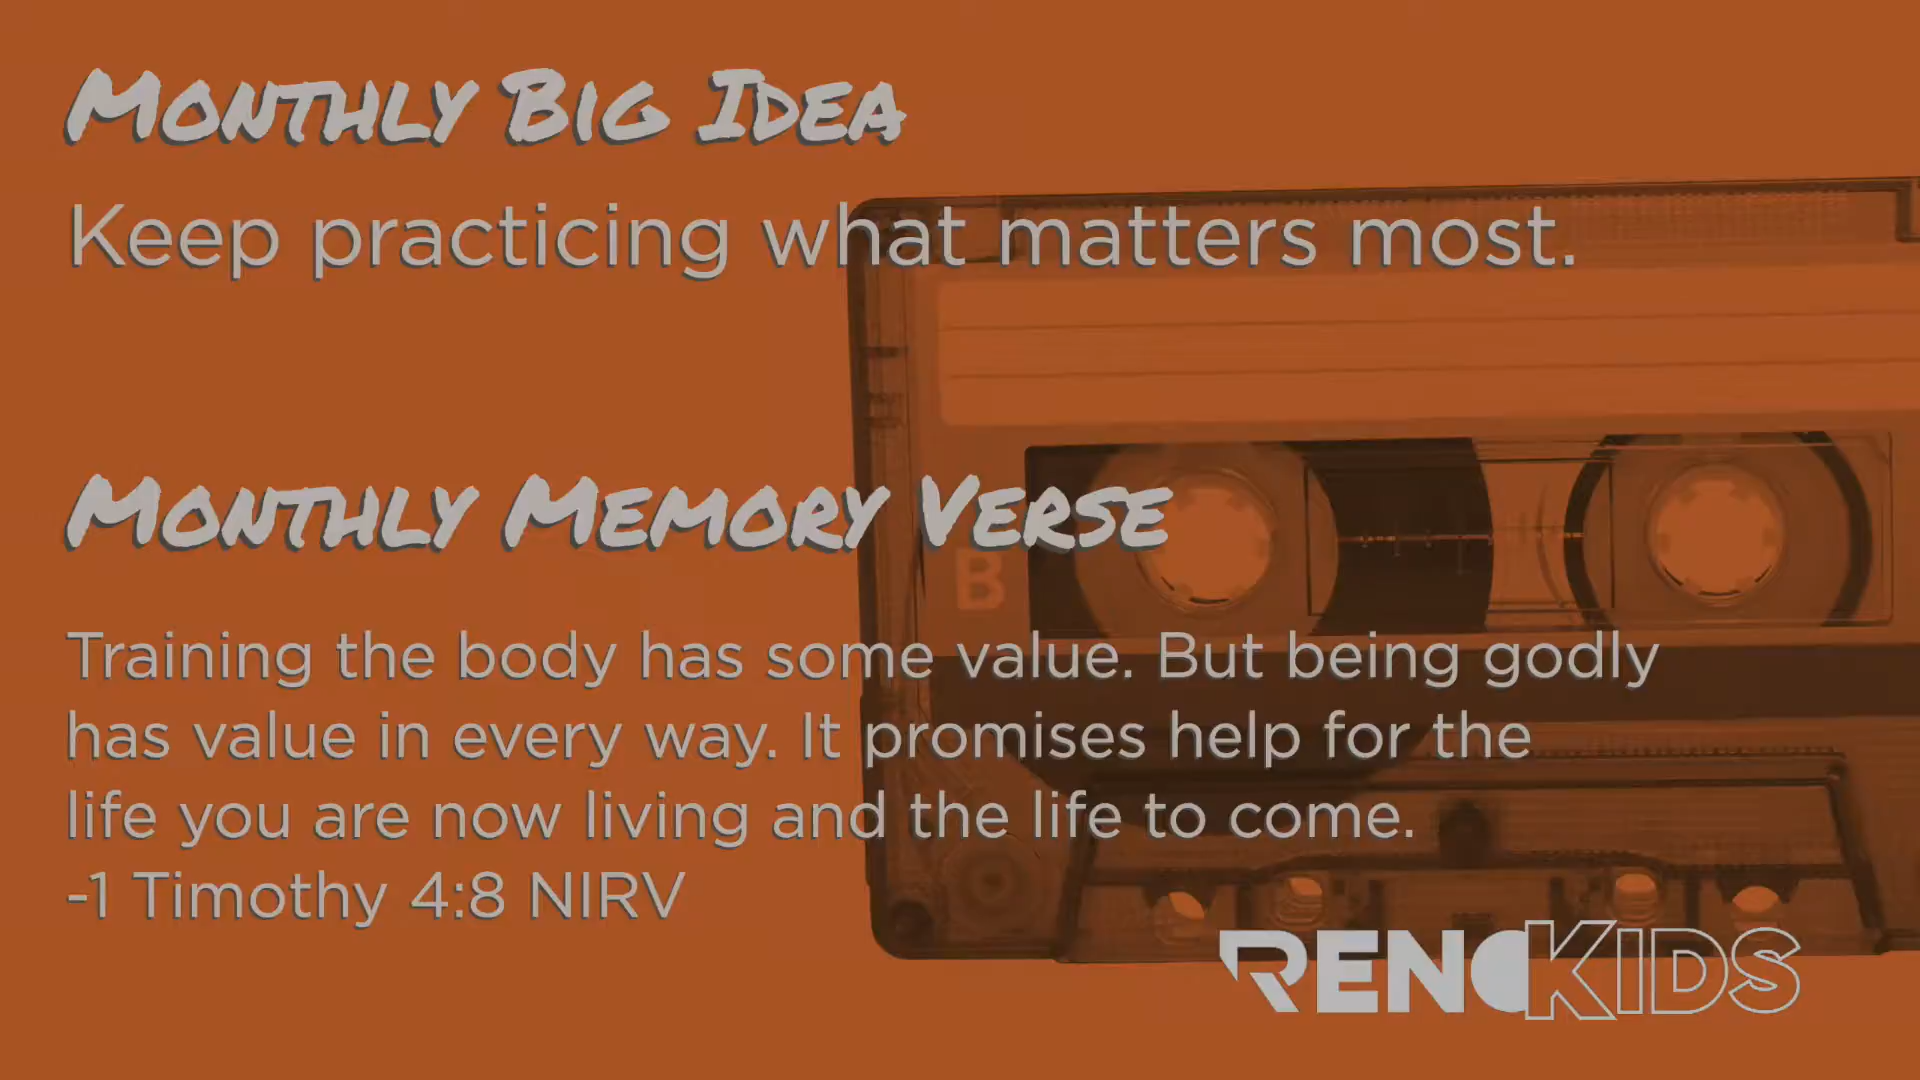 Monthly Big Idea
Keep practicing what matters most.
Monthly Memory Verse
B
Training the body has some value. But being godly
has value in every way. It promises help for the
life you are now living and the life to come.
-1 Timothy 4:8 NIRV
RENOKIDS